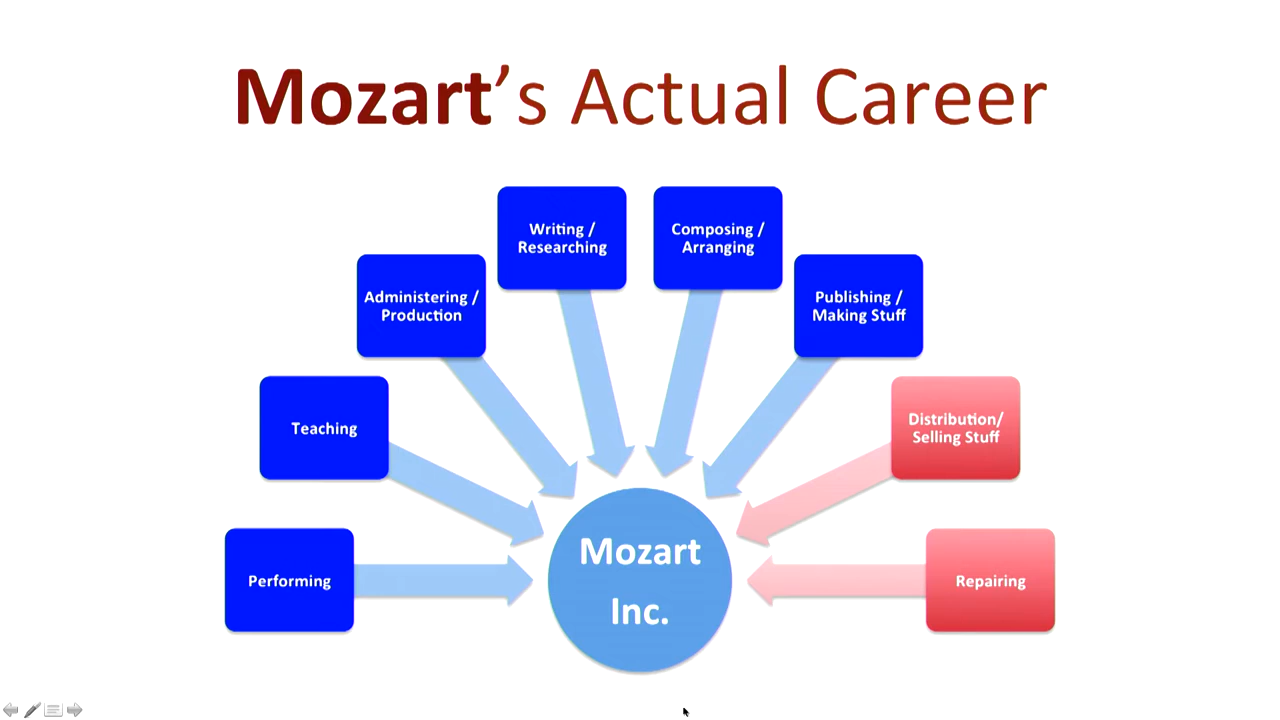 Mozart's Actual Career
Writing /
Researching
Composing /
Arranging
Administering /
Production
Publishing /
Making Stuff
Teaching
Distribution/
Selling Stuff
Performing
Mozart
Inc.
Repairing